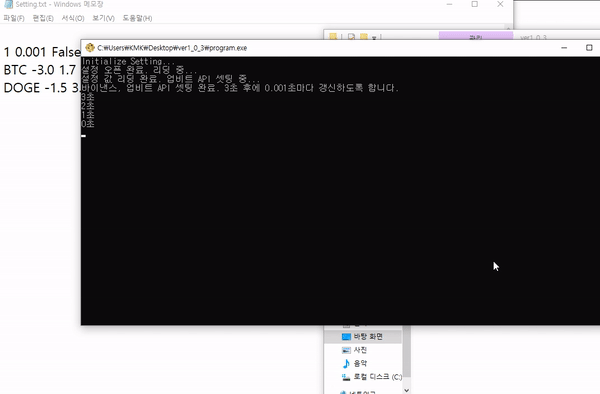 Setting.txt - Windows 메모장
파일(F) 편집(E) 서식(O) 보기(V) 도움말(H)
1 0.001 False
BTC -3.0 1.7
DOGE -1.5 3
관리
ver1_0_3
C:₩Users₩KMK₩Desktop₩ver1_0_3₩program.exe
Initialize Setting...
설정 오픈 완료. 리딩 중...
설정 값 리딩 완료. 업비트 API 셋팅 중...
바이낸스, 업비트 API 셋팅 완료. 3초 후에 0.001초마다 갱신하도록 합니다.
3초
2초
1초
0초
바탕 화면
사진
음악
로컬 디스크 (C:)